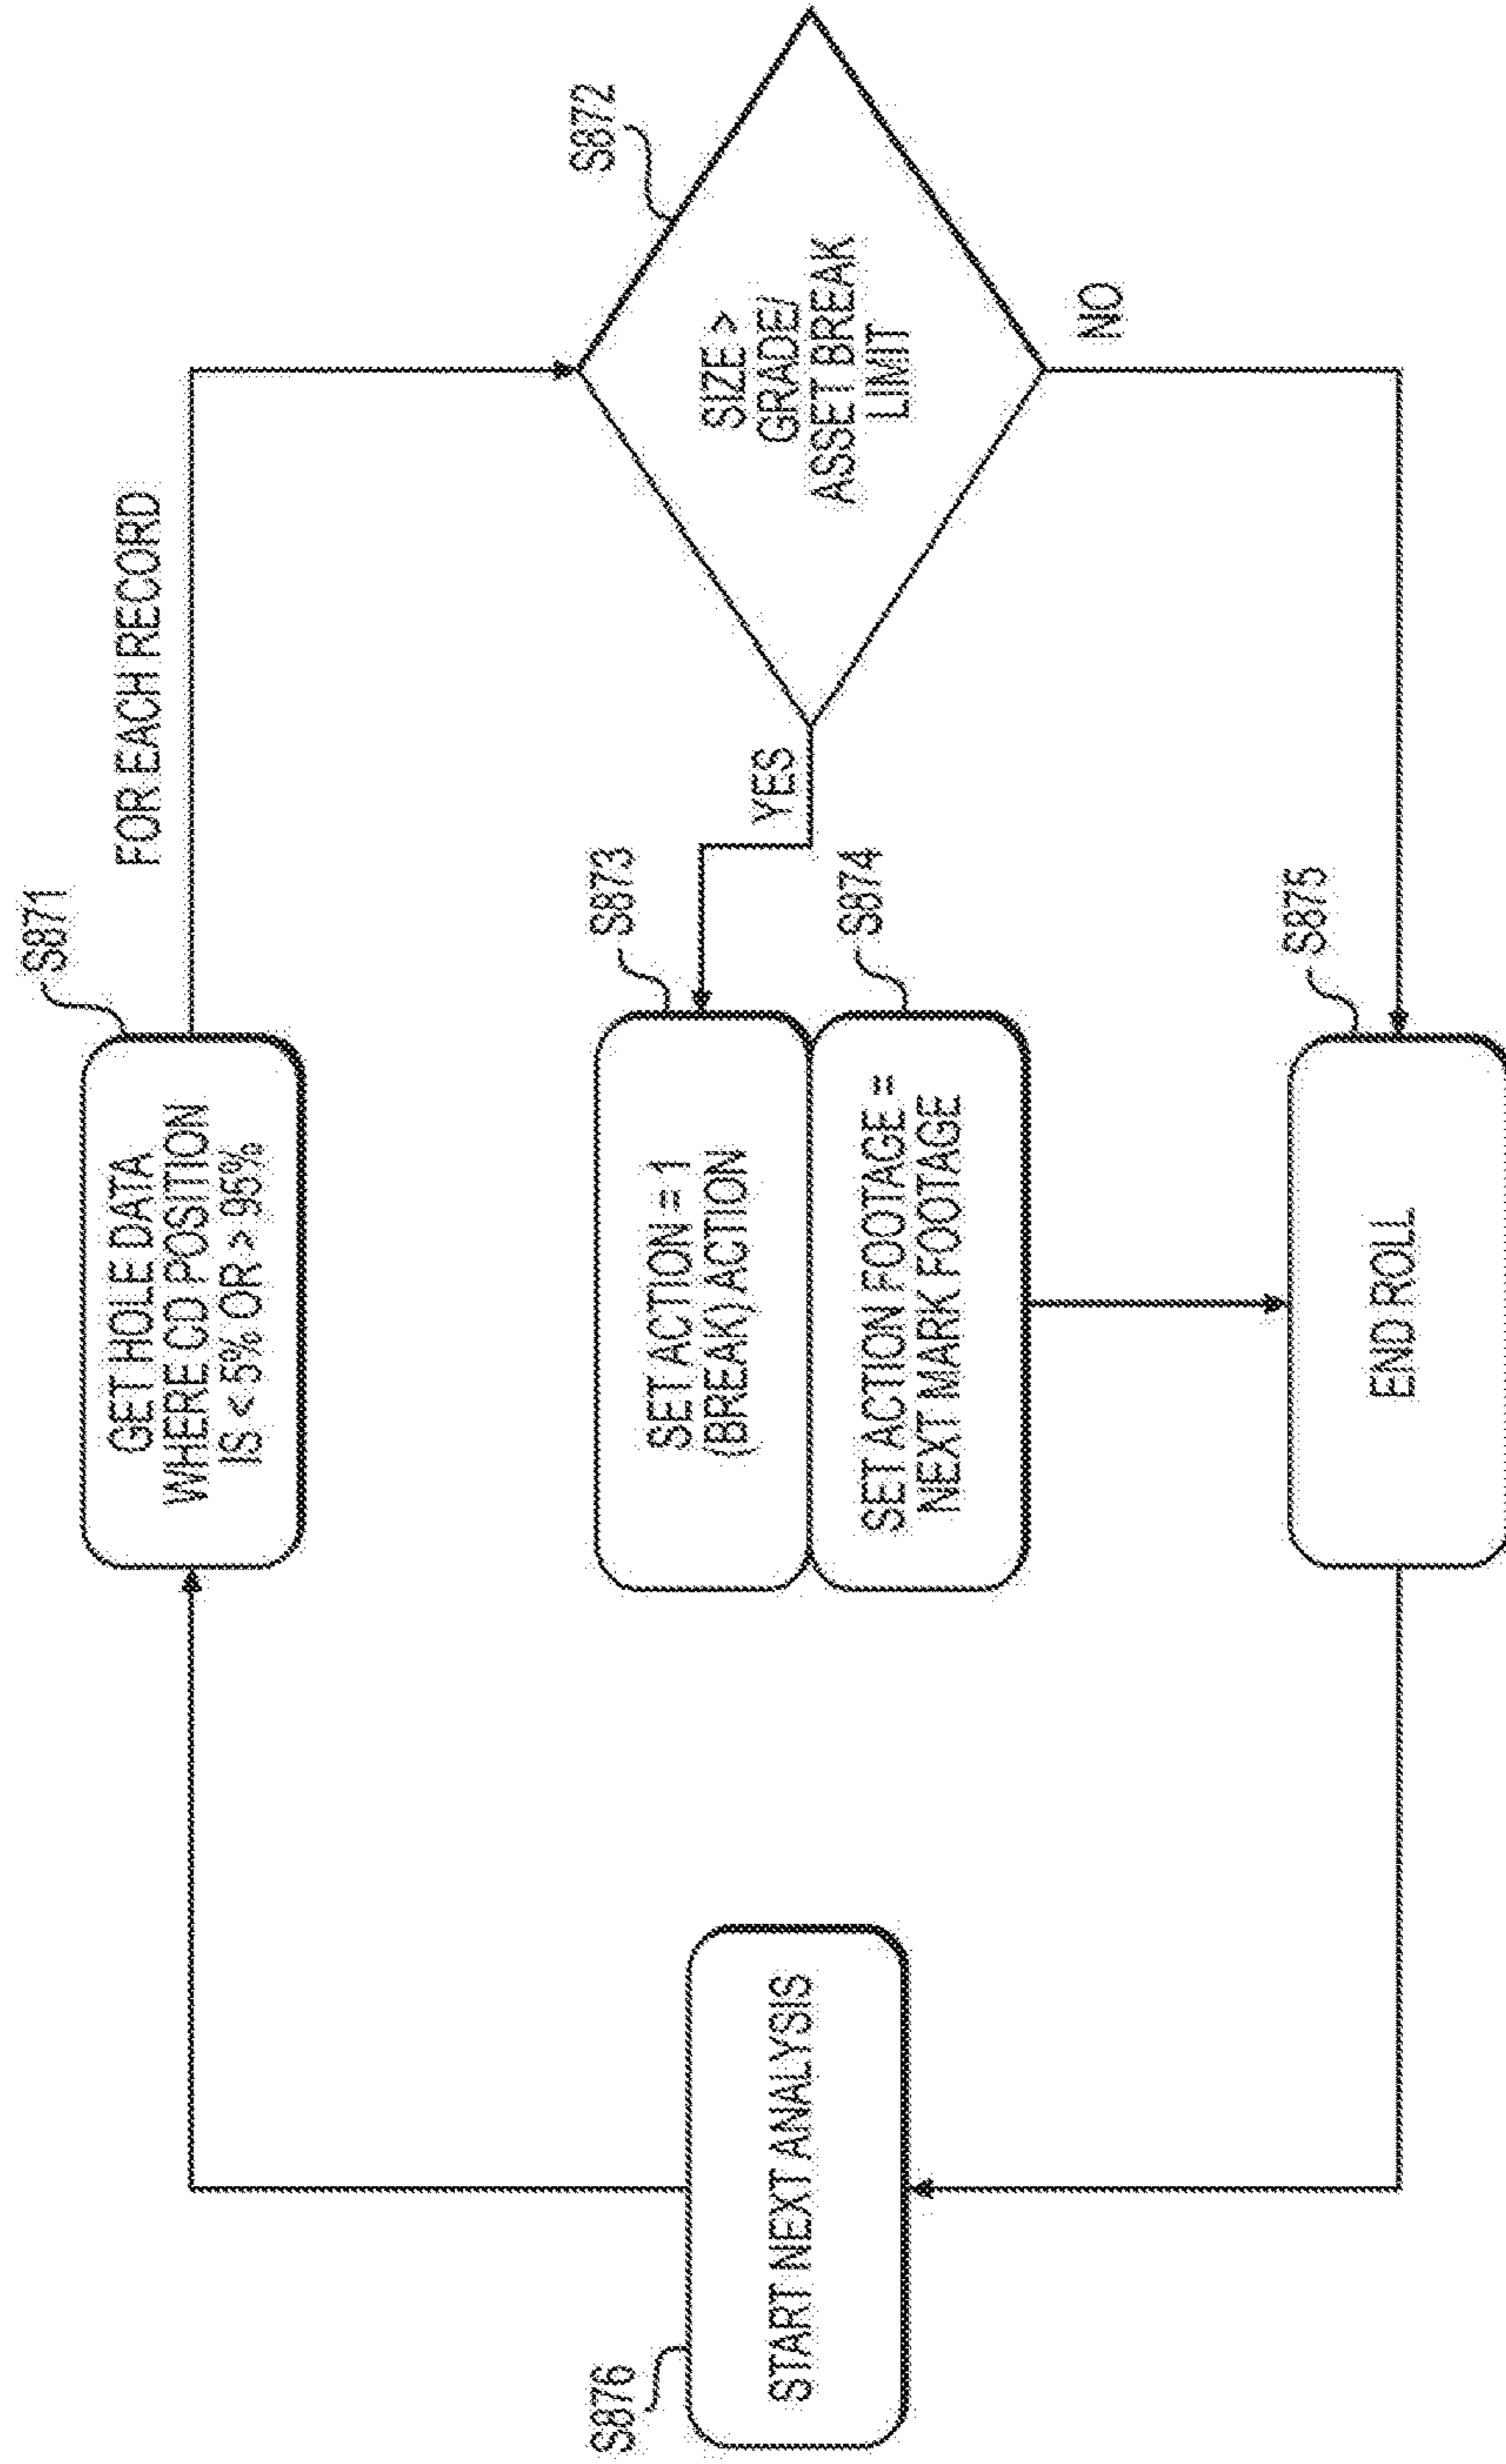 S871
GET HOLE DATA
WHERE CD POSITION
IS < 5% OR > 95%
FOR EACH RECORD
S872
SIZE >
GRADE/
ASSET BREAK
LIMIT
YES
NO
S873
SET ACTION = 1
(BREAK) ACTION
S874
SET ACTION FOOTAGE =
NEXT MARK FOOTAGE
S875
END ROLL
S876
START NEXT ANALYSIS